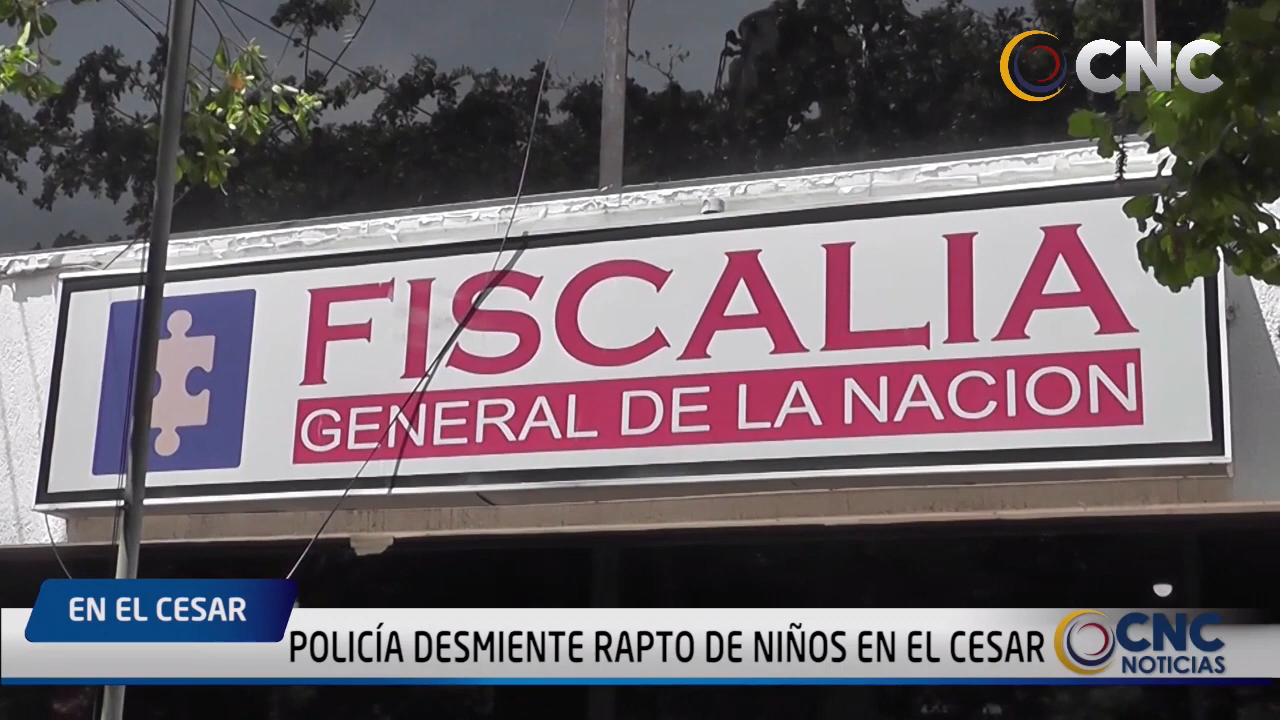 CNC
FISCALIA
GENERAL DE LA NACION
EN EL CESAR
POLICÍA DESMIENTE RAPTO DE NIÑOS EN EL CESAR
CNC
NOTICIAS